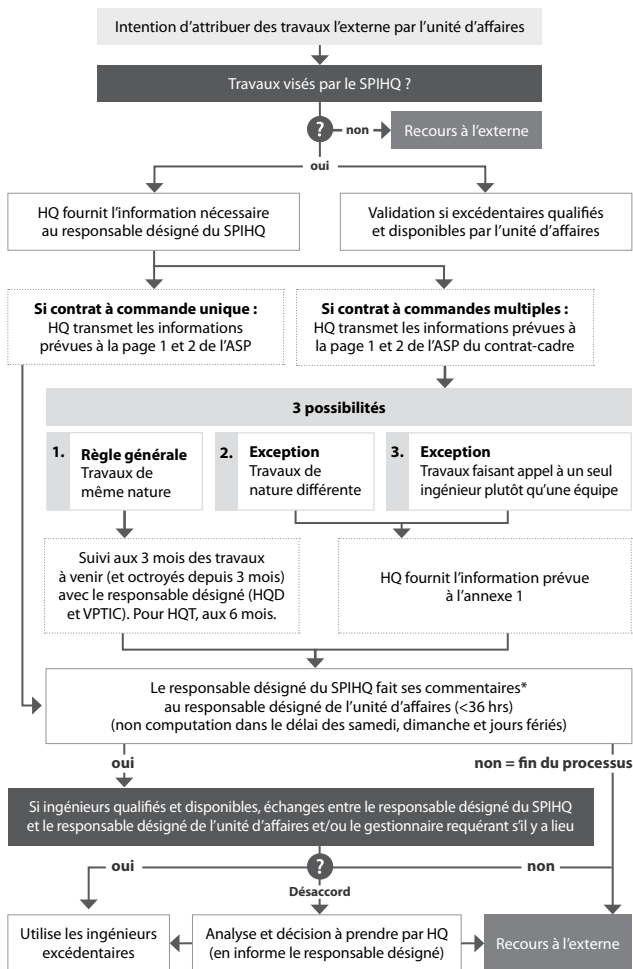 Intention d’attribuer des travaux l’externe par l’unité d’affaires
Travaux visés par le SPIHQ ?
?
non
Recours à l’externe
oui
HQ fournit l’information nécessaire
au responsable désigné du SPIHQ
Validation si excédentaires qualifiés
et disponibles par l’unité d’affaires
Si contrat à commande unique :
HQ transmet les informations
prévues à la page 1 et 2 de l’ASP
Si contrat à commandes multiples :
HQ transmet les informations prévues à
la page 1 et 2 de l’ASP du contrat-cadre
3 possibilités
1. Règle générale
Travaux de
même nature
2. Exception
Travaux de
nature différente
3. Exception
Travaux faisant appel à un seul
ingénieur plutôt qu’une équipe
Suivi aux 3 mois des travaux
à venir (et octroyés depuis 3 mois)
avec le responsable désigné (HQD
et VPTIC). Pour HQT, aux 6 mois.
HQ fournit l’information prévue
à l’annexe 1
Le responsable désigné du SPIHQ fait ses commentaires*
au responsable désigné de l’unité d’affaires (<36 hrs)
(non computation dans le délai des samedi, dimanche et jours fériés)
oui
non = fin du processus
Si ingénieurs qualifiés et disponibles, échanges entre le responsable désigné du SPIHQ
et le responsable désigné de l’unité d’affaires et/ou le gestionnaire requérant s’il y a lieu
oui
?
non
Désaccord
Utilise les ingénieurs
excédentaires
Analyse et décision à prendre par HQ
(en informe le responsable désigné)
Recours à l’externe